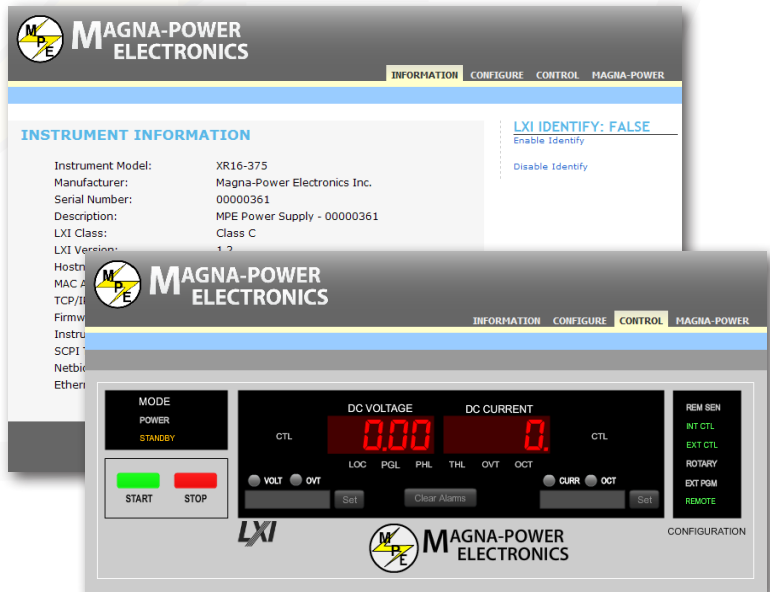 MPE MAGNA-POWER
ELECTRONICS
INFORMATION CONFIGURE CONTROL MAGNA-POWER
INSTRUMENT INFORMATION
LXI IDENTIFY: FALSE
Enable Identify
Disable Identify
Instrument Model: XR16-375
Manufacturer: Magna-Power Electronics Inc.
Serial Number: 00000361
Description: MPE Power Supply - 00000361
LXI Class: Class C
LXI Version: 1.2
MAC
TCP/IP
SCPI
MPE MAGNA-POWER
ELECTRONICS
INFORMATION CONFIGURE CONTROL MAGNA-POWER
MODE
POWER
STANDBY
START STOP
DC VOLTAGE DC CURRENT
CTL 0.00 0. CTL
LOC PGL PHL THL OVT OCT
VOLT OVT CURR OCT
Set Clear Alarms Set
REM SEN
INT CTL
EXT CTL
ROTARY
EXT PGM
REMOTE
CONFIGURATION
LXI
MPE MAGNA-POWER
ELECTRONICS